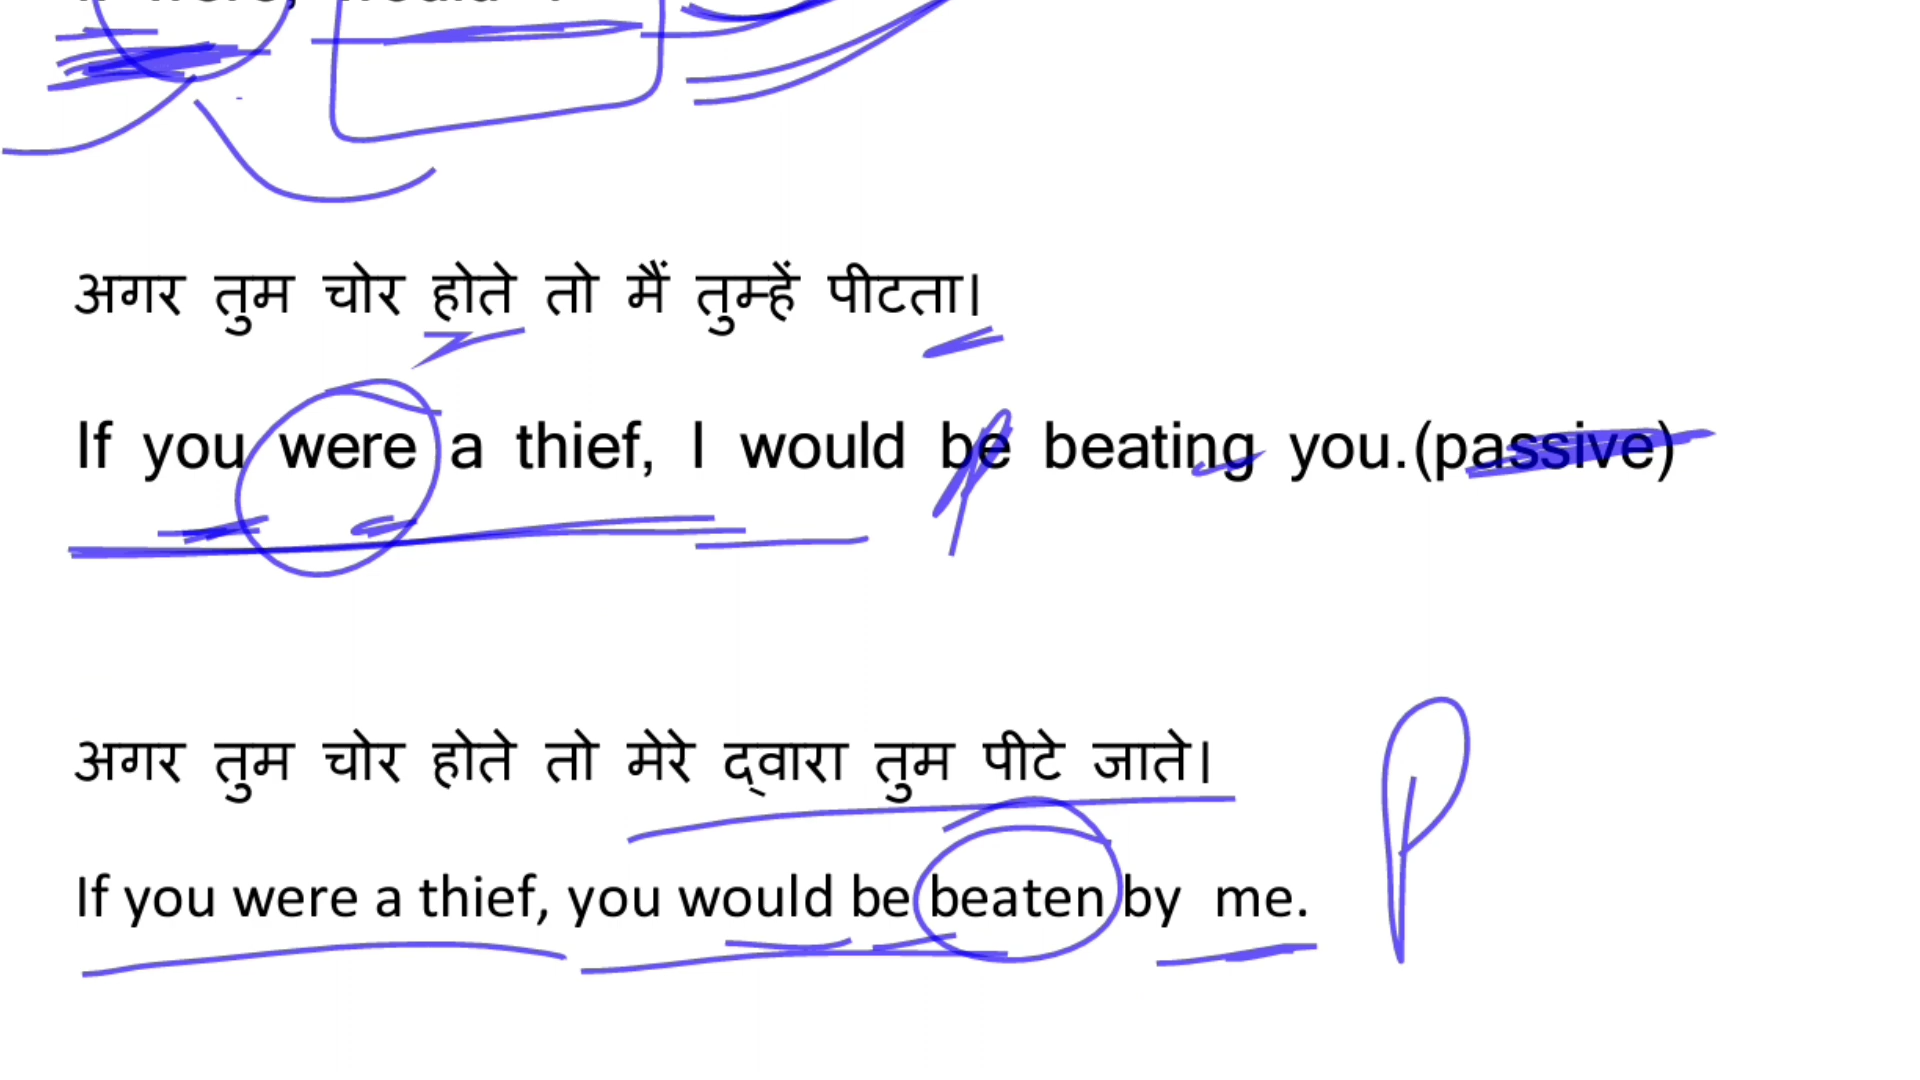 अगर तुम चोर होते तो मैं तुम्हें पीटता।
If you were a thief, I would be beating you.(passive)
अगर तुम चोर होते तो मेरे द्वारा तुम पीटे जाते।
If you were a thief, you would be beaten by me.
P